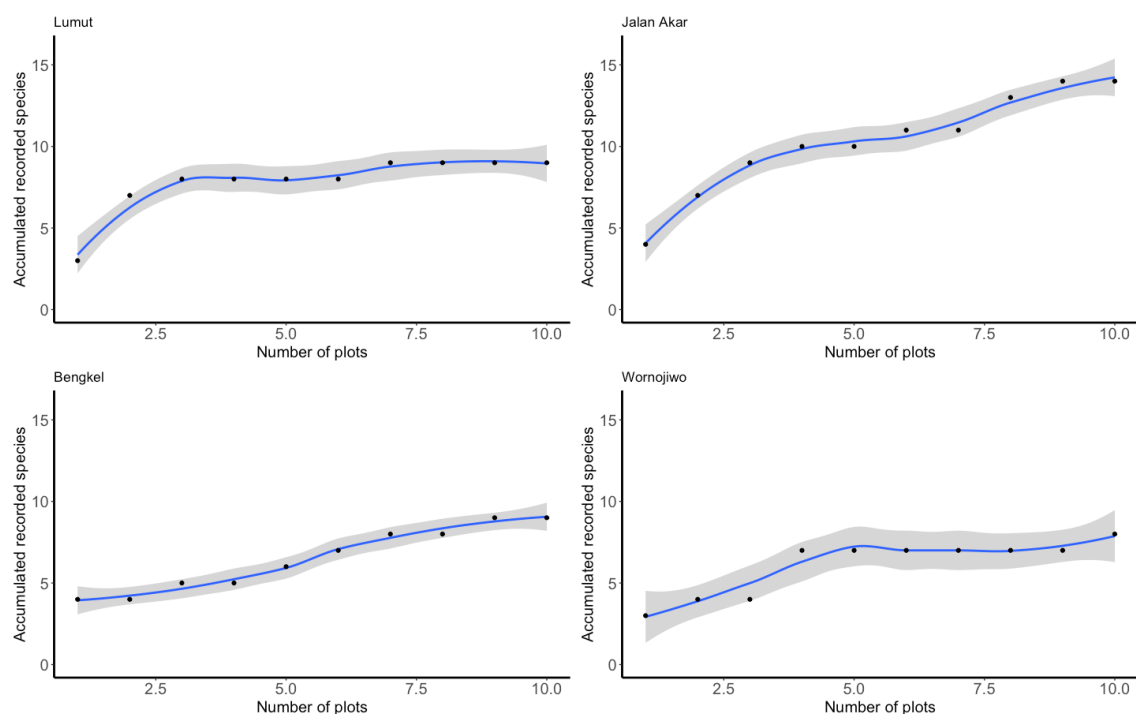 Lumut
Accumulated recorded species
15
10
5
0
2.5 5.0 7.5 10.0
Number of plots
Jalan Akar
Accumulated recorded species
15
10
5
0
2.5 5.0 7.5 10.0
Number of plots
Bengkel
Accumulated recorded species
15
10
5
0
2.5 5.0 7.5 10.0
Number of plots
Wornojiwo
Accumulated recorded species
15
10
5
0
2.5 5.0 7.5 10.0
Number of plots